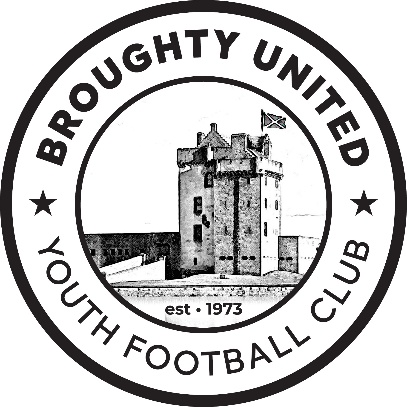 BROUGHTY UNITED
est • 1973
YOUTH FOOTBALL CLUB